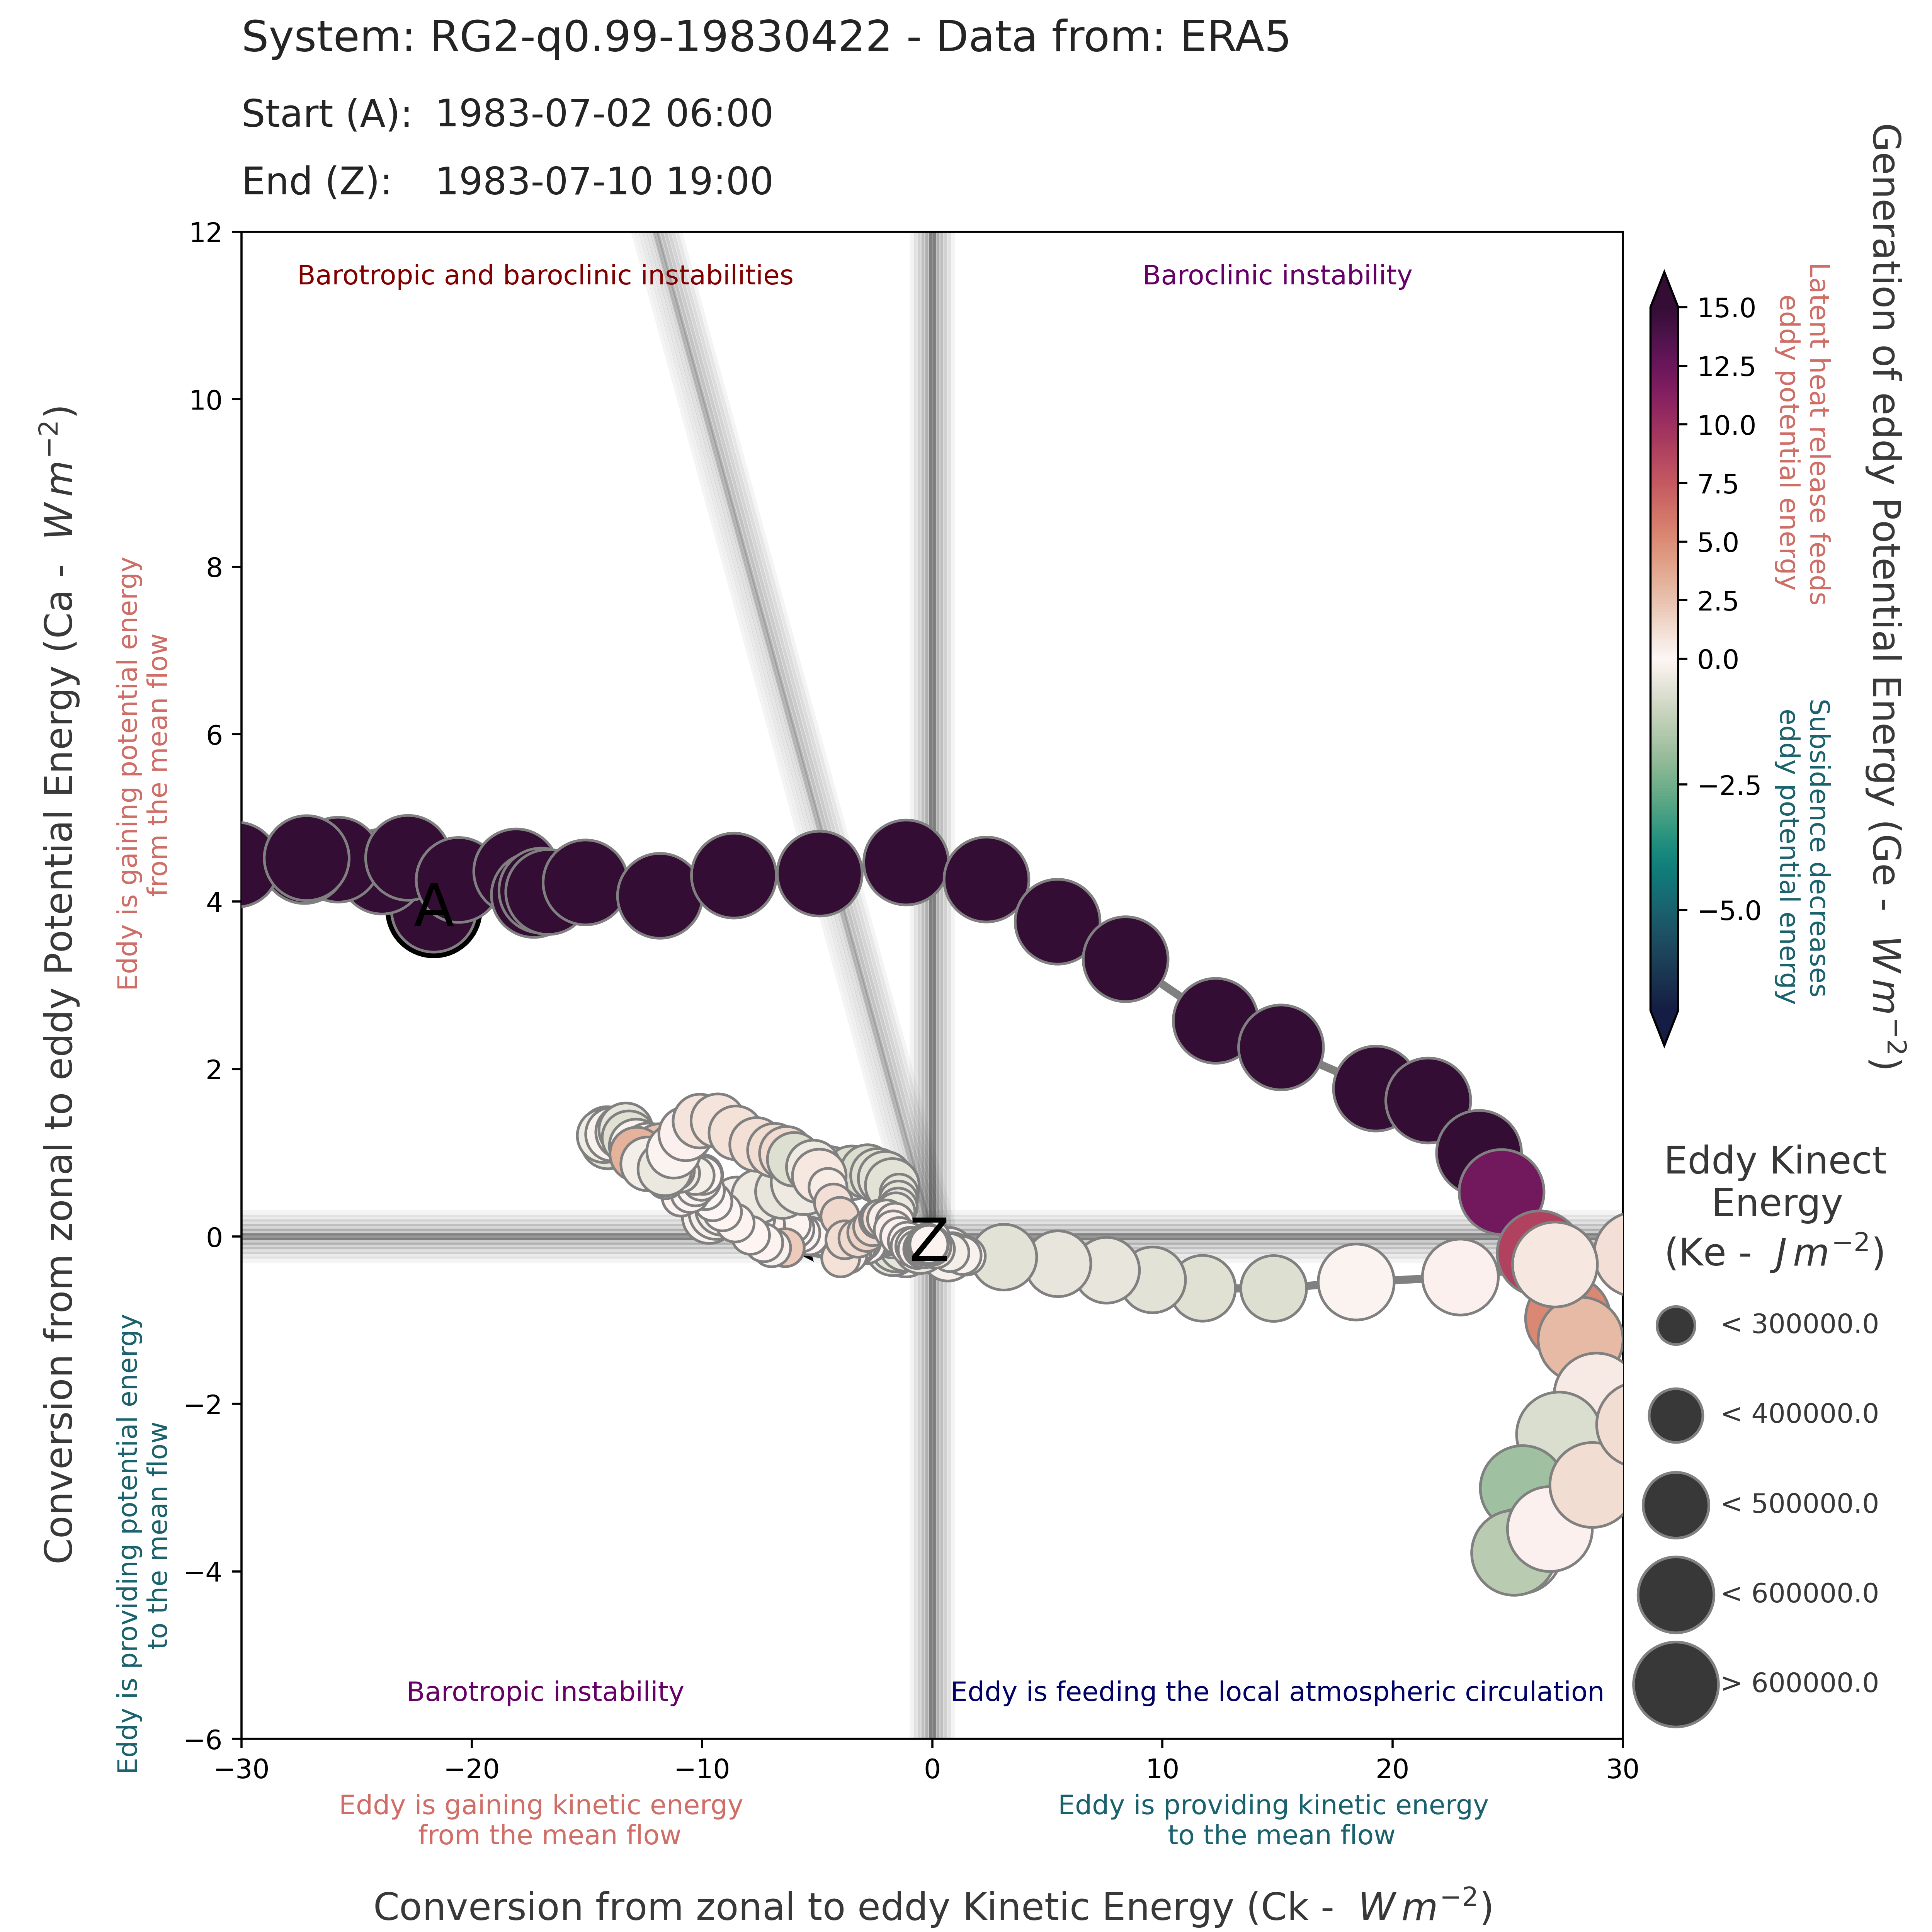 System: RG2-q0.99-19830422 - Data from: ERA5
Start (A): 1983-07-02 06:00
End (Z): 1983-07-10 19:00
Conversion from zonal to eddy Potential Energy (Ca - W m⁻²)
Eddy is gaining potential energy
from the mean flow
Eddy is providing potential energy
to the mean flow
12
10
8
6
4
2
0
−2
−4
−6
Barotropic and baroclinic instabilities
Baroclinic instability
A
Z
Barotropic instability
Eddy is feeding the local atmospheric circulation
−30
−20
−10
0
10
20
30
Eddy is gaining kinetic energy
from the mean flow
Eddy is providing kinetic energy
to the mean flow
Conversion from zonal to eddy Kinetic Energy (Ck - W m⁻²)
15.0
12.5
10.0
7.5
5.0
2.5
0.0
−2.5
−5.0
Latent heat release feeds
eddy potential energy
Subsidence decreases
eddy potential energy
Generation of eddy Potential Energy (Ge - W m⁻²)
Eddy Kinect
Energy
(Ke - J m⁻²)
< 300000.0
< 400000.0
< 500000.0
< 600000.0
> 600000.0